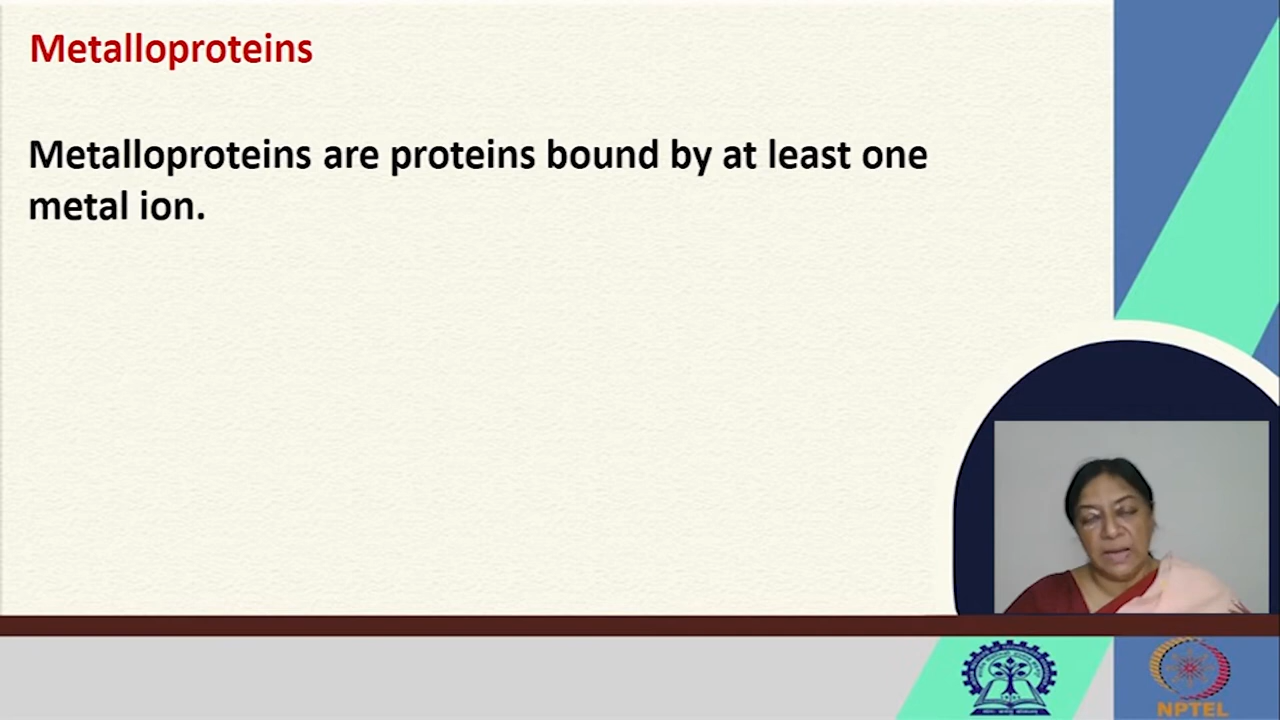 Metalloproteins
Metalloproteins are proteins bound by at least one
metal ion.
NPTEL